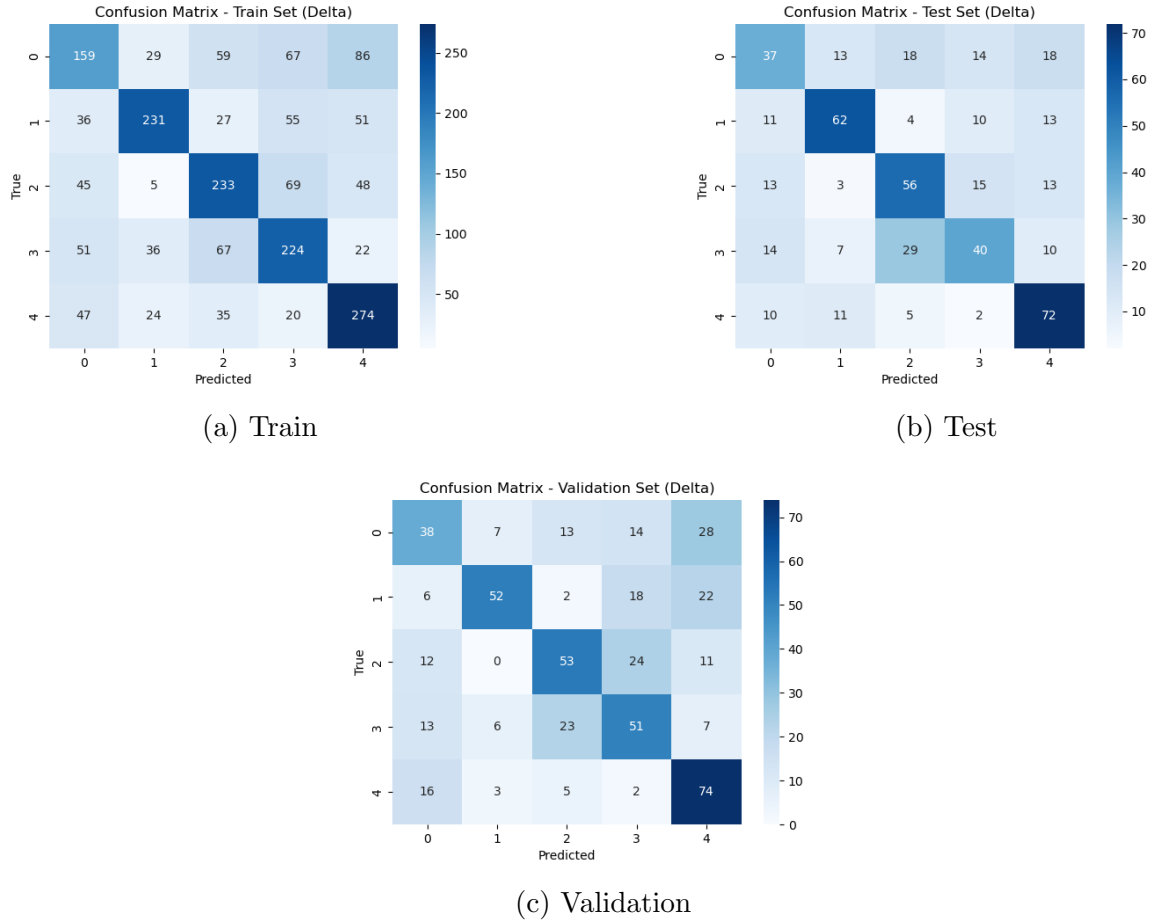 Confusion Matrix - Train Set (Delta)
True
0 159 29 59 67 86
1 36 231 27 55 51
2 45 5 233 69 48
3 51 36 67 224 22
4 47 24 35 20 274
0 1 2 3 4
Predicted
250
200
150
100
50
(a) Train
Confusion Matrix - Test Set (Delta)
True
0 37 13 18 14 18
1 11 62 4 10 13
2 13 3 56 15 13
3 14 7 29 40 10
4 10 11 5 2 72
0 1 2 3 4
Predicted
70
60
50
40
30
20
10
(b) Test
Confusion Matrix - Validation Set (Delta)
True
0 38 7 13 14 28
1 6 52 2 18 22
2 12 0 53 24 11
3 13 6 23 51 7
4 16 3 5 2 74
0 1 2 3 4
Predicted
70
60
50
40
30
20
10
0
(c) Validation